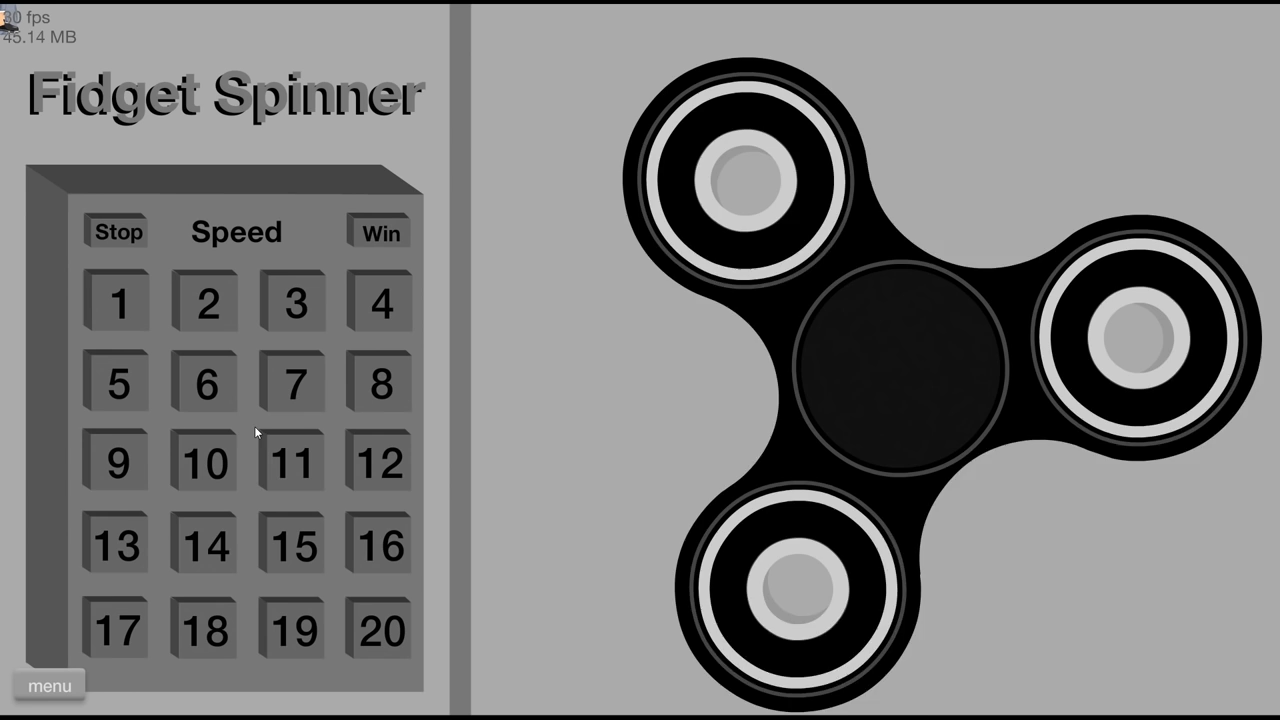 30 fps
45.14 MB
Fidget Spinner
Stop Speed Win
1 2 3 4
5 6 7 8
9 10 11 12
13 14 15 16
17 18 19 20
menu